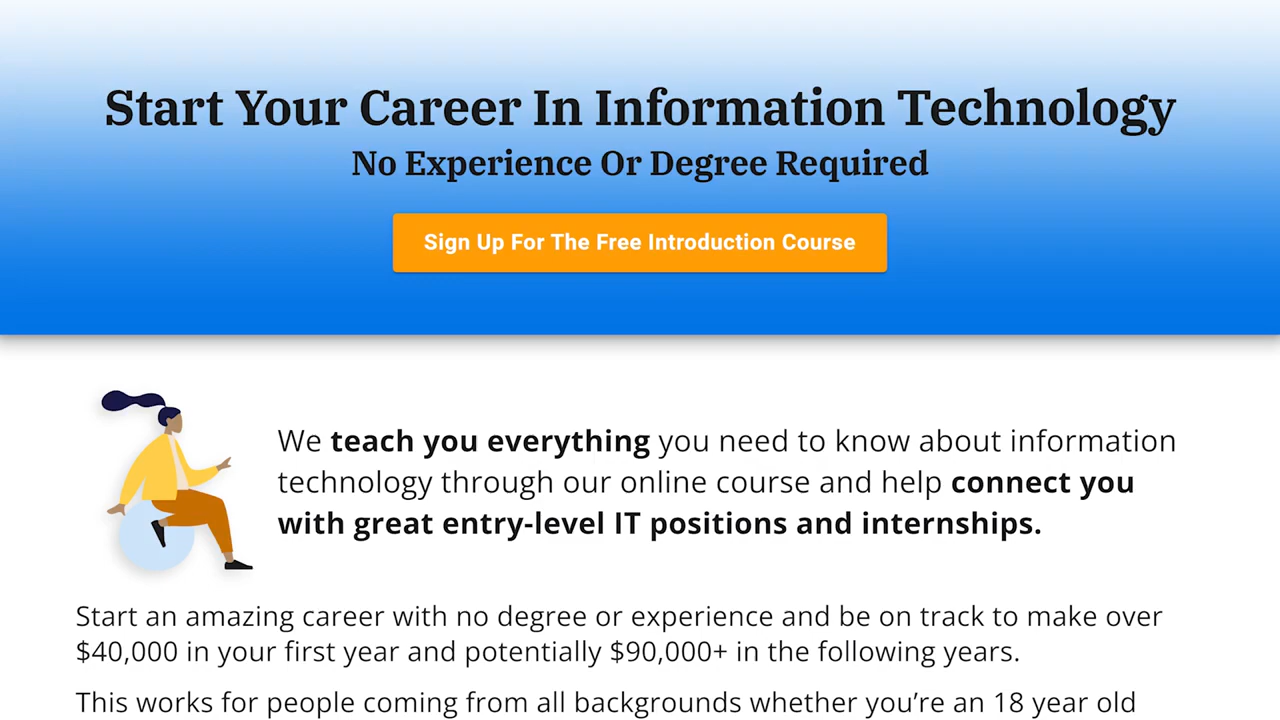 Start Your Career In Information Technology
No Experience Or Degree Required
Sign Up For The Free Introduction Course
We teach you everything you need to know about information
technology through our online course and help connect you
with great entry-level IT positions and internships.
Start an amazing career with no degree or experience and be on track to make over
$40,000 in your first year and potentially $90,000+ in the following years.
This works for people coming from all backgrounds whether you’re an 18 year old